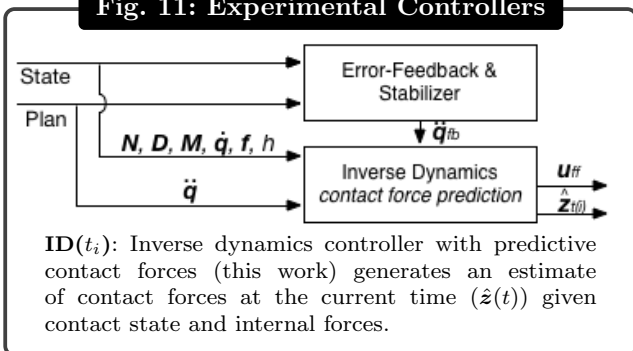 Fig. 11: Experimental Controllers
State
Error-Feedback &
Stabilizer
Plan
q̈fb
N, D, M, q̇, f, h
Inverse Dynamics
contact force prediction
uff
q̈
ẑt(i)
ID(tᵢ): Inverse dynamics controller with predictive
contact forces (this work) generates an estimate
of contact forces at the current time (ẑ(t)) given
contact state and internal forces.